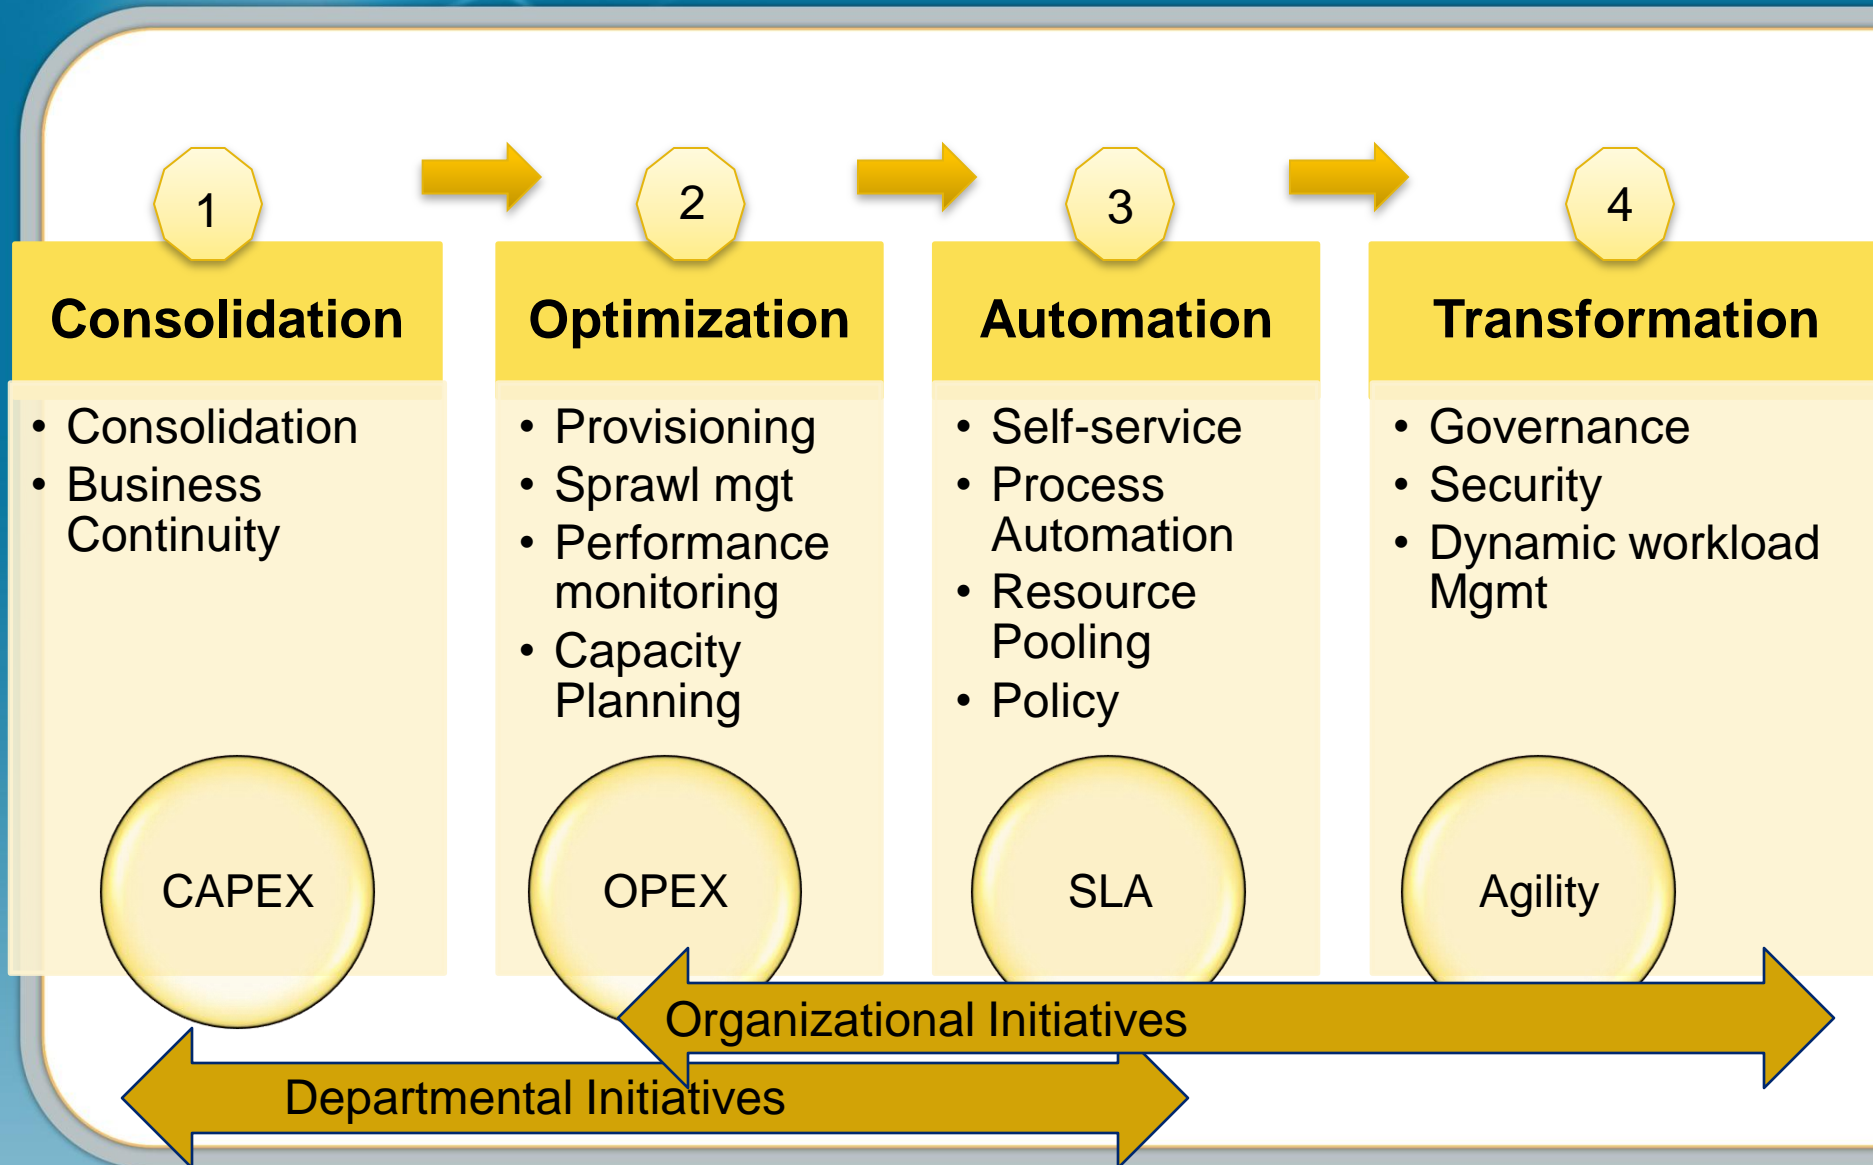 1
2
3
4
Consolidation
• Consolidation
• Business
Continuity
CAPEX
Optimization
• Provisioning
• Sprawl mgt
• Performance
monitoring
• Capacity
Planning
OPEX
Automation
• Self-service
• Process
Automation
• Resource
Pooling
• Policy
SLA
Transformation
• Governance
• Security
• Dynamic workload
Mgmt
Agility
Organizational Initiatives
Departmental Initiatives